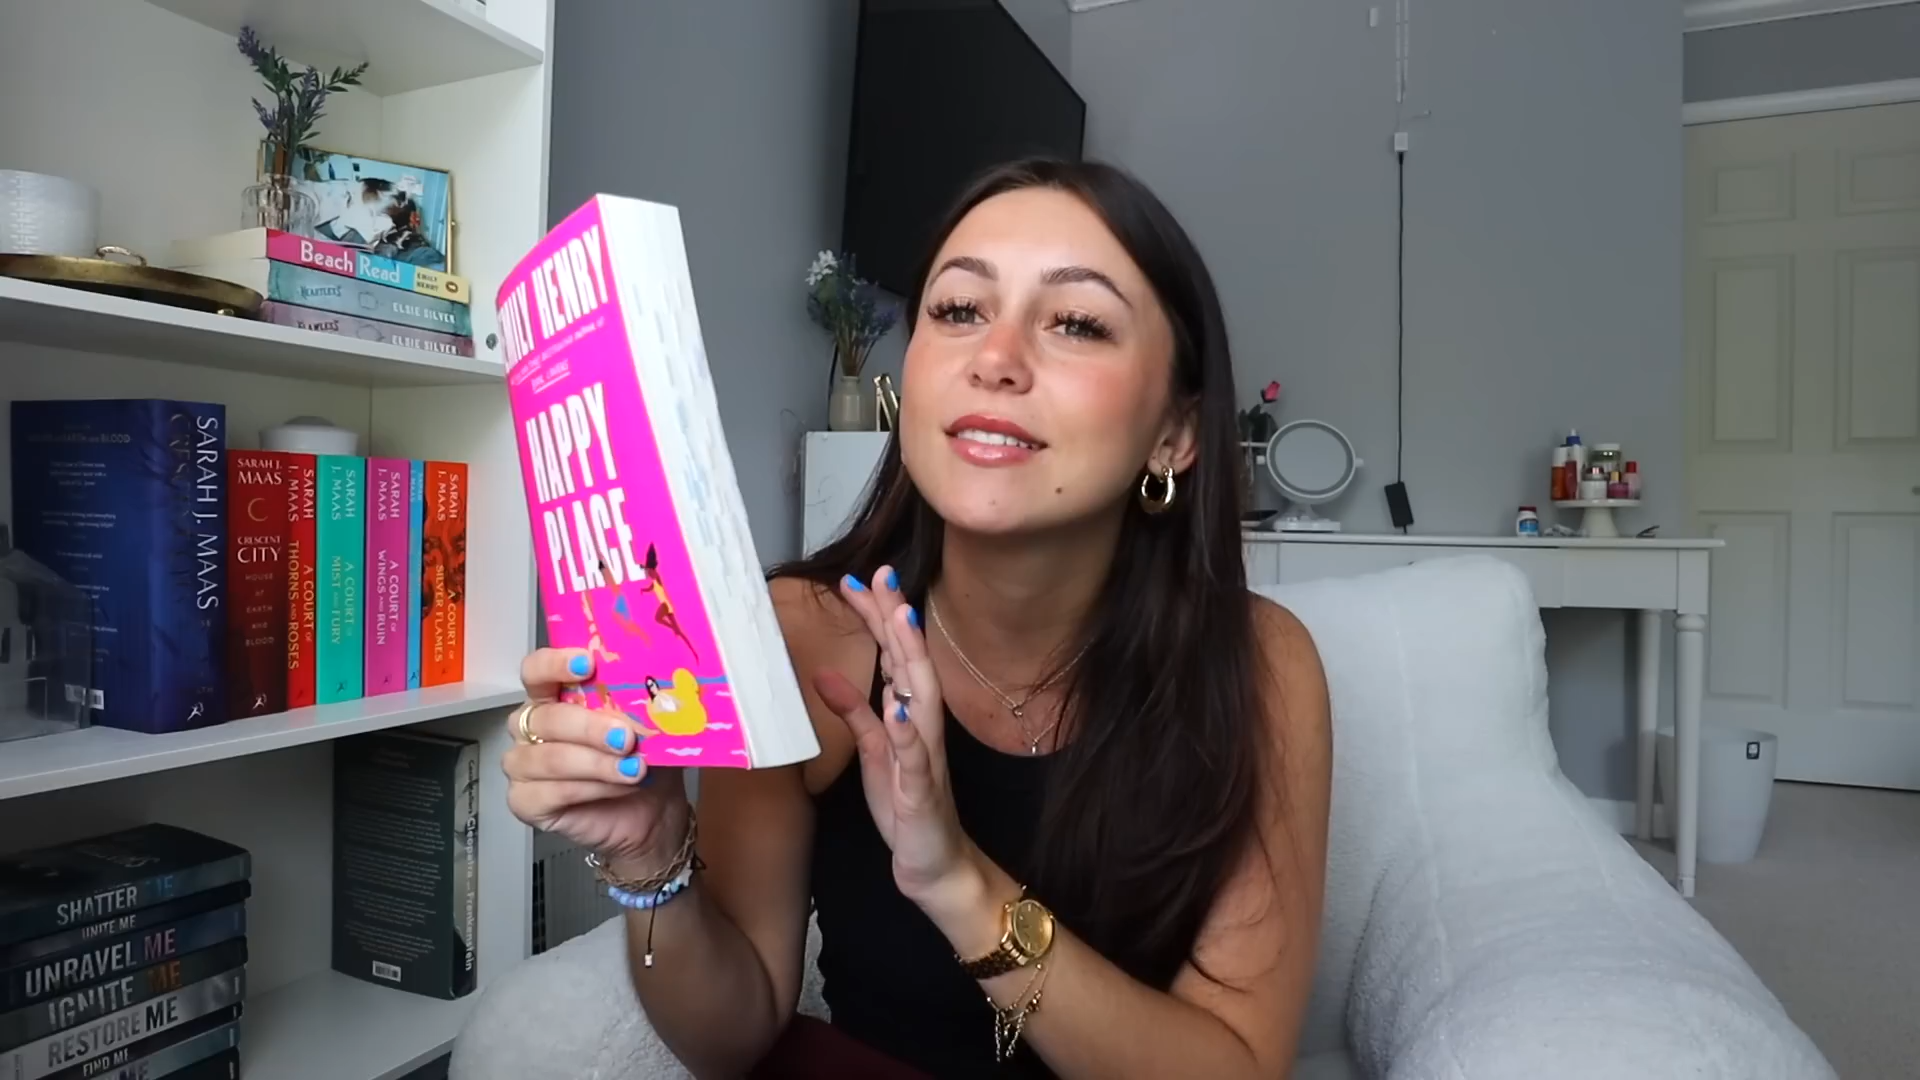 Beach Read
EMILY
HENRY
HEARTLESS
ELSIE SILVER
FLAWLESS
ELSIE SILVER
EMILY HENRY
HAPPY
PLACE
SARAH J. MAAS
SARAH J.
MAAS
CRESCENT
CITY
HOUSE
OF
EARTH
AND
BLOOD
SARAH
J. MAAS
A COURT OF
THORNS AND ROSES
SARAH
J. MAAS
A COURT OF
MIST AND FURY
SARAH
J. MAAS
A COURT OF
WINGS AND RUIN
SARAH
J. MAAS
A COURT OF
SILVER FLAMES
Cleopatra and Frankenstein
SHATTER ME
UNITE ME
UNRAVEL ME
IGNITE ME
RESTORE ME
FIND ME